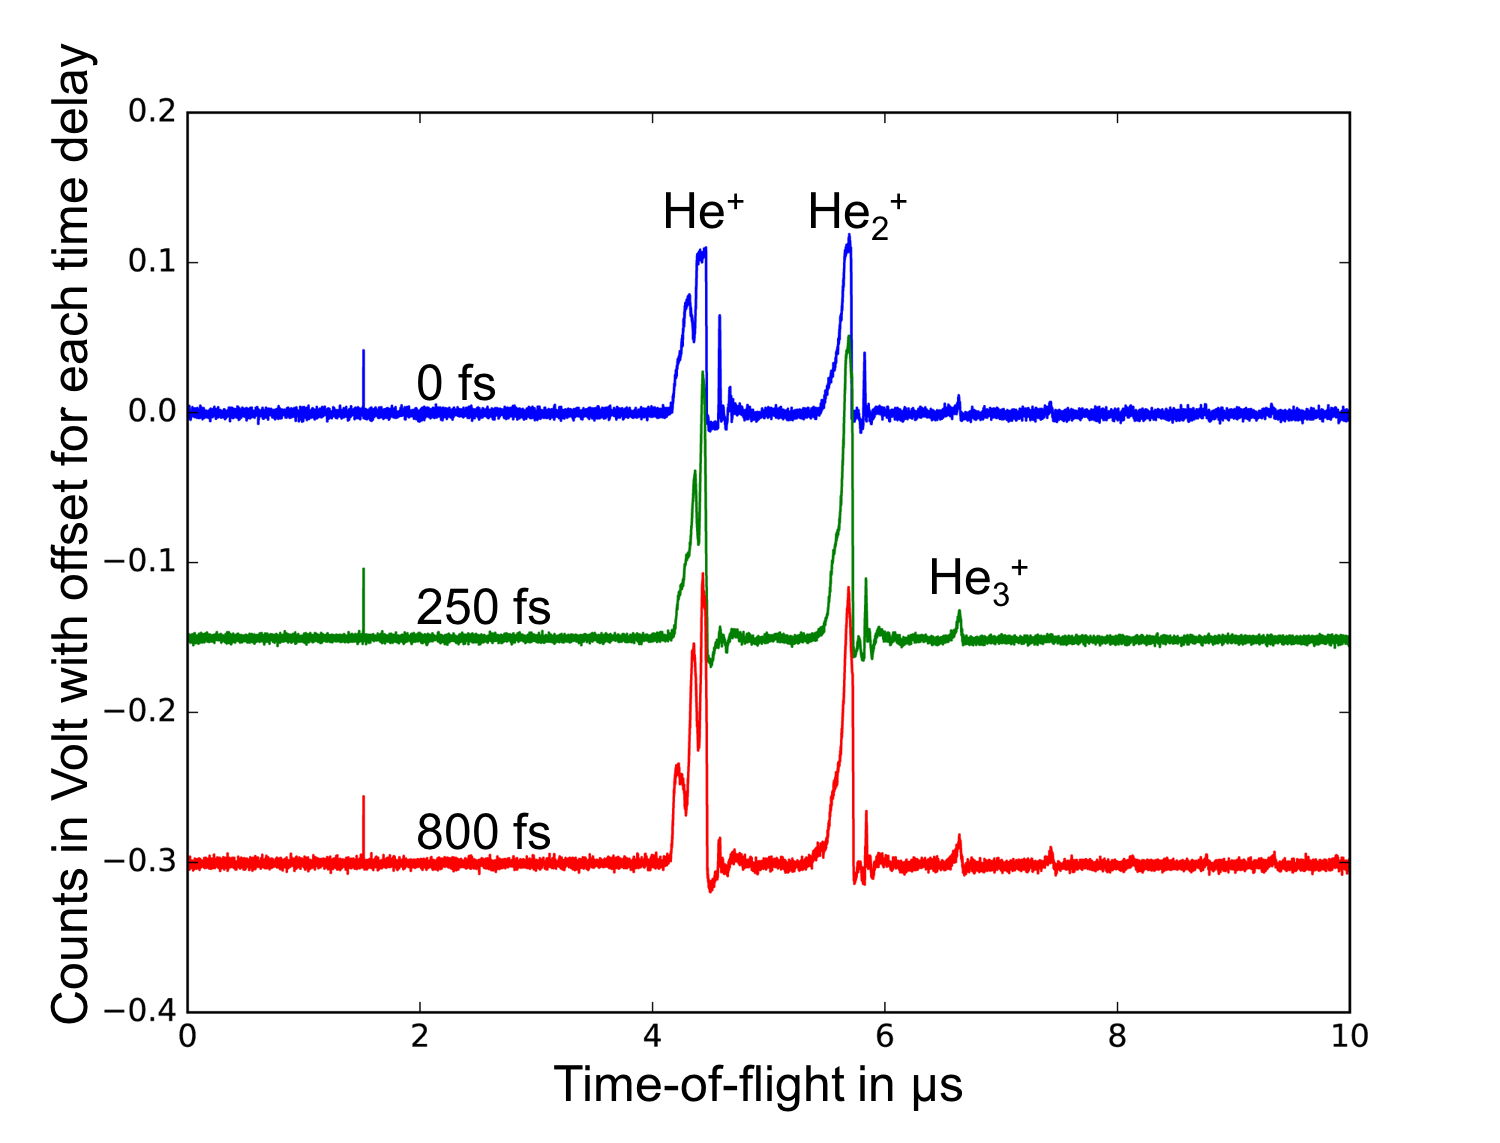 Counts in Volt with offset for each time delay
0.2
0.1
0.0
−0.1
−0.2
−0.3
−0.4
He⁺ He₂⁺
0 fs
He₃⁺
250 fs
800 fs
0 2 4 6 8 10
Time-of-flight in µs